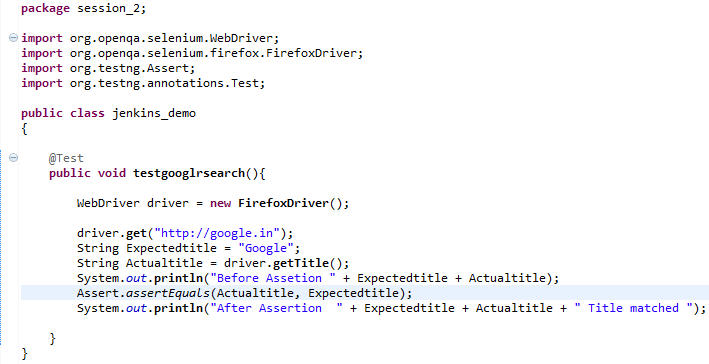 package session_2;
import org.openqa.selenium.WebDriver;
import org.openqa.selenium.firefox.FirefoxDriver;
import org.testng.Assert;
import org.testng.annotations.Test;
public class jenkins_demo
{
@Test
public void testgooglrsearch(){
WebDriver driver = new FirefoxDriver();
driver.get("http://google.in");
String Expectedtitle = "Google";
String Actualtitle = driver.getTitle();
System.out.println("Before Assetion " + Expectedtitle + Actualtitle);
Assert.assertEquals(Actualtitle, Expectedtitle);
System.out.println("After Assertion  " + Expectedtitle + Actualtitle + " Title matched ");
}
}